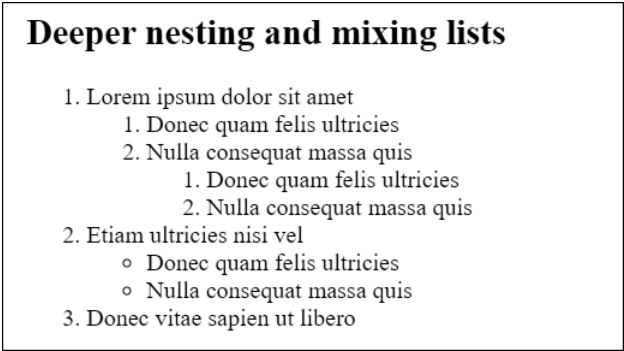 Deeper nesting and mixing lists
1. Lorem ipsum dolor sit amet
1. Donec quam felis ultricies
2. Nulla consequat massa quis
1. Donec quam felis ultricies
2. Nulla consequat massa quis
2. Etiam ultricies nisi vel
◦ Donec quam felis ultricies
◦ Nulla consequat massa quis
3. Donec vitae sapien ut libero